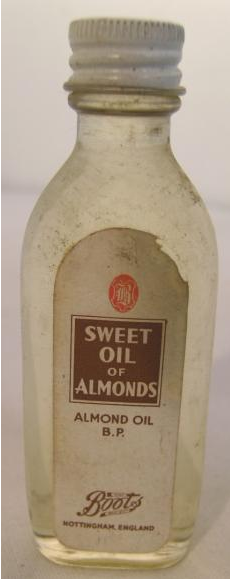 SWEET
OIL
OF
ALMONDS
ALMOND OIL
B.P.
Boots
NOTTINGHAM, ENGLAND